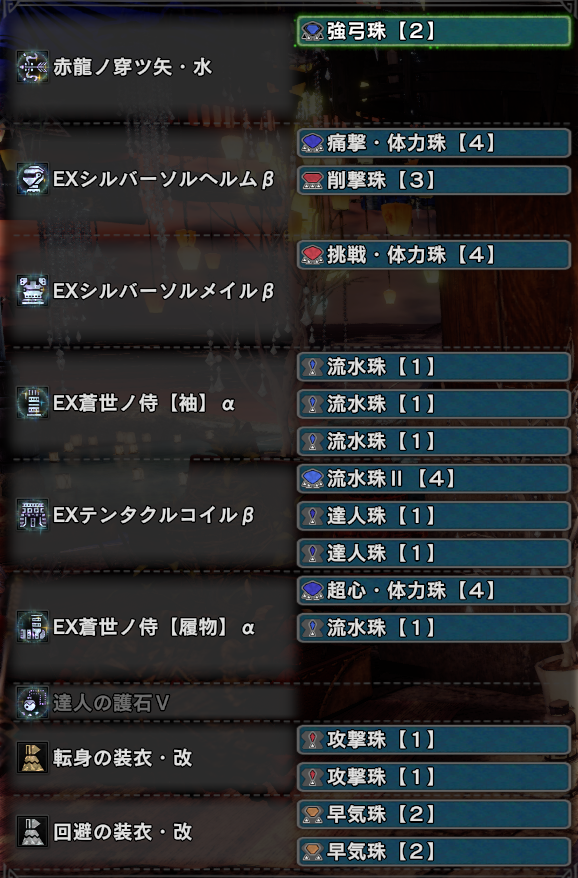 強弓珠【2】
赤龍ノ穿ツ矢・水
痛撃・体力珠【4】
EXシルバーソルヘルムβ
削撃珠【3】
挑戦・体力珠【4】
EXシルバーソルメイルβ
流水珠【1】
EX蒼世ノ侍【袖】α
流水珠【1】
流水珠【1】
流水珠Ⅱ【4】
EXテンタクルコイルβ
達人珠【1】
達人珠【1】
超心・体力珠【4】
EX蒼世ノ侍【履物】α
流水珠【1】
達人の護石Ⅴ
攻撃珠【1】
転身の装衣・改
攻撃珠【1】
早気珠【2】
回避の装衣・改
早気珠【2】